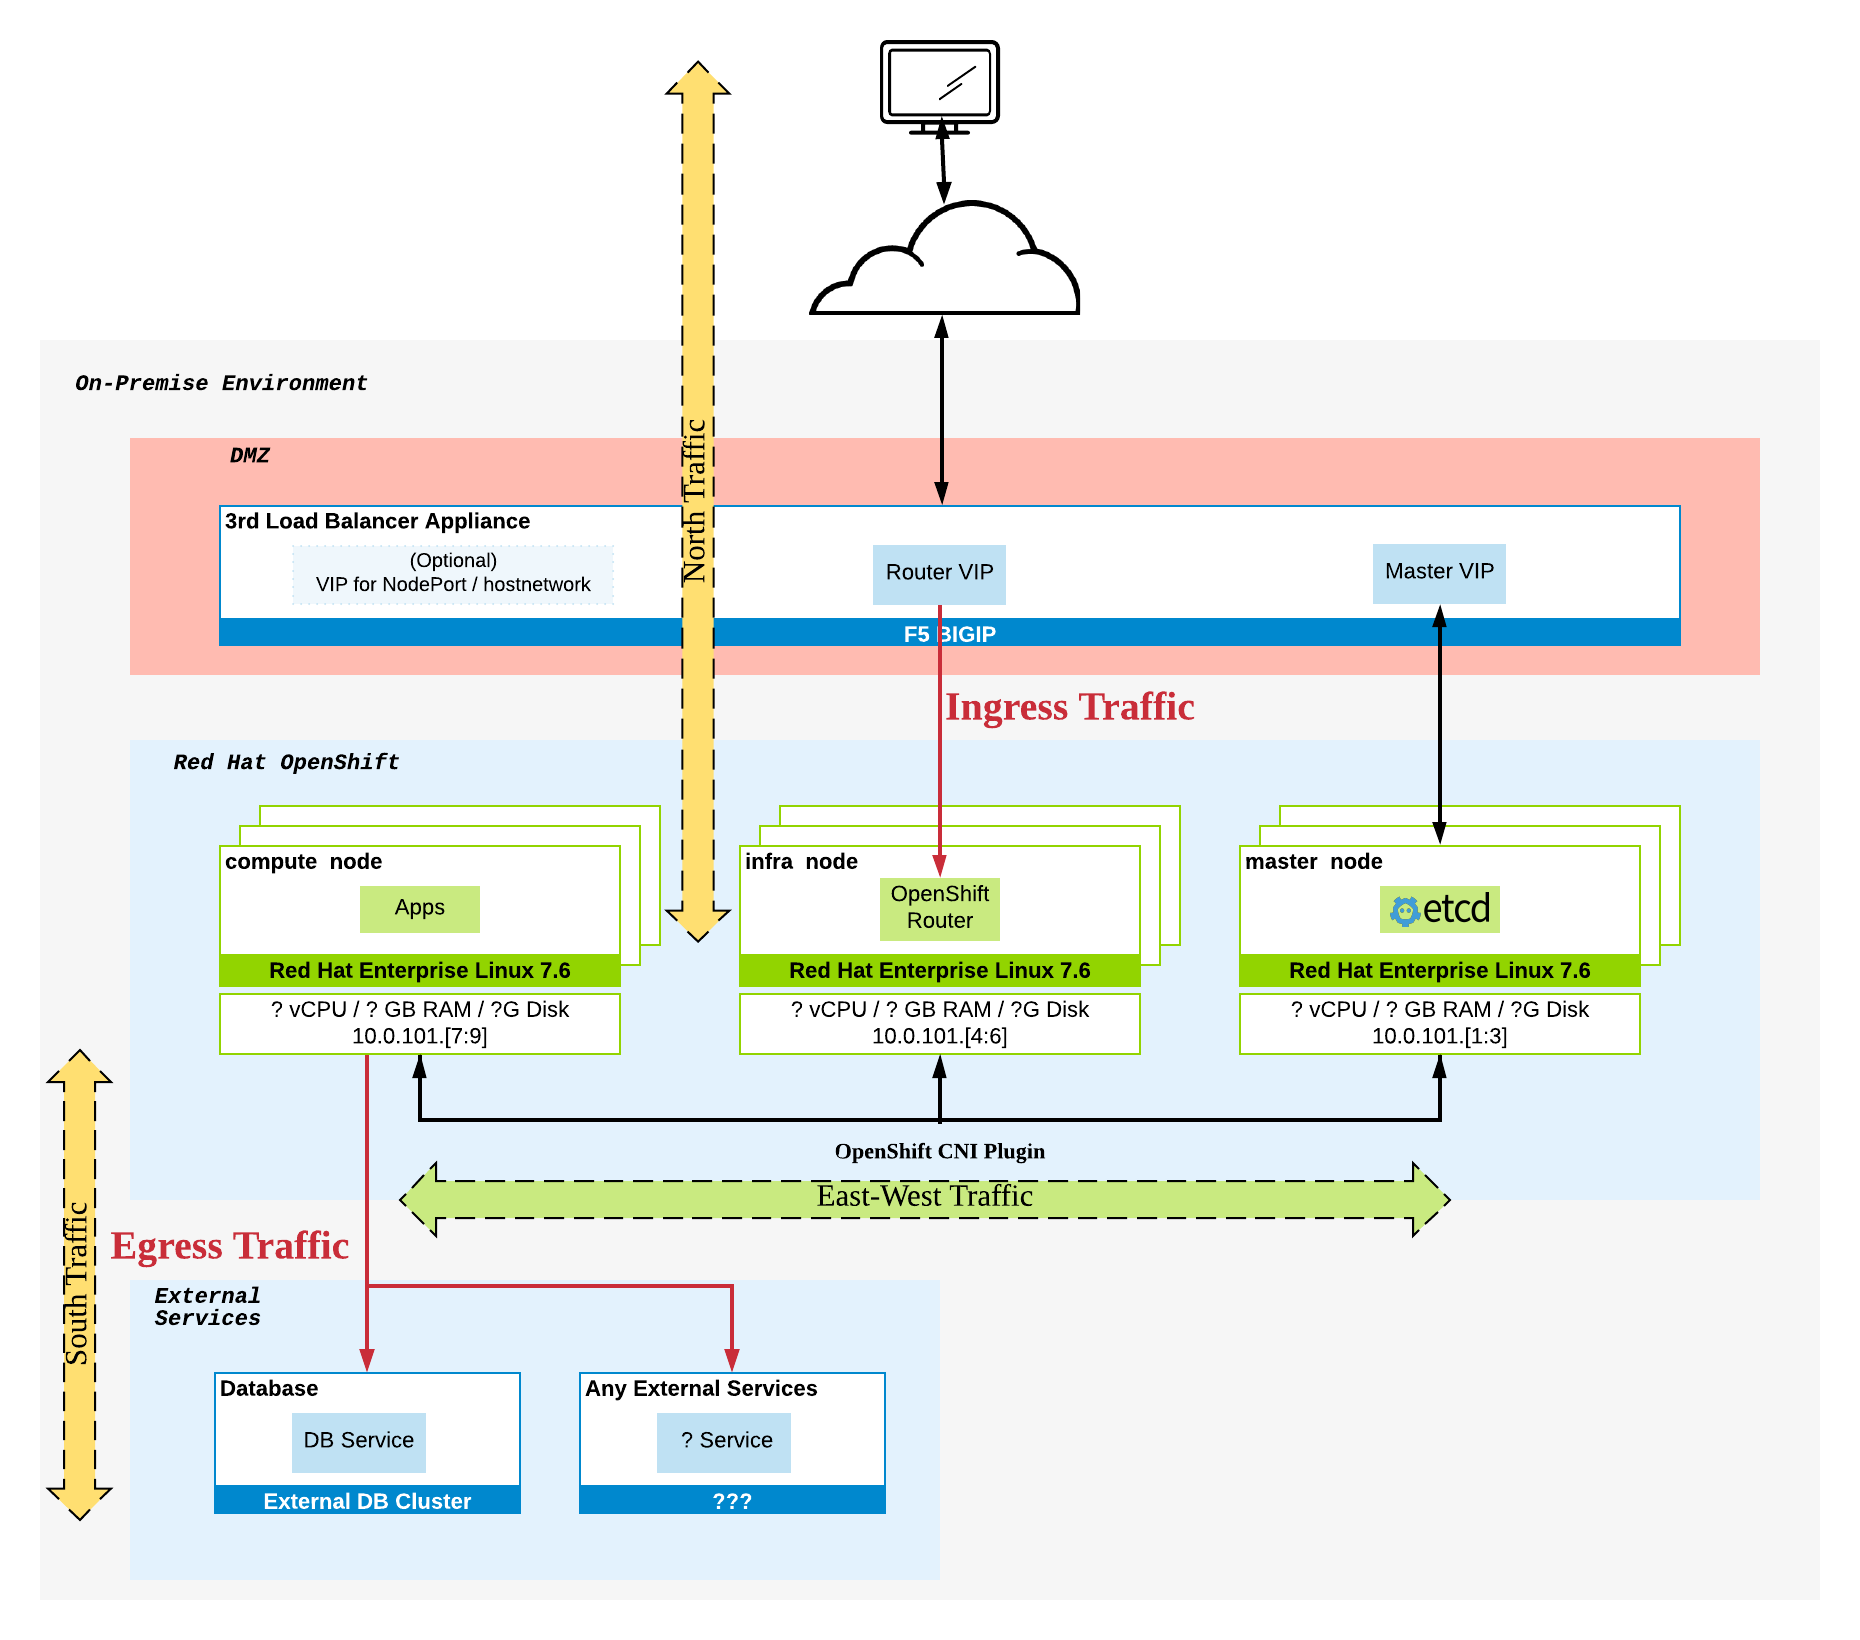 On-Premise Environment
DMZ
North Traffic
3rd Load Balancer Appliance
(Optional)
VIP for NodePort / hostnetwork
Router VIP
Master VIP
F5 BIGIP
Ingress Traffic
Red Hat OpenShift
compute node
Apps
Red Hat Enterprise Linux 7.6
? vCPU / ? GB RAM / ?G Disk
10.0.101.[7:9]
infra node
OpenShift
Router
Red Hat Enterprise Linux 7.6
? vCPU / ? GB RAM / ?G Disk
10.0.101.[4:6]
master node
etcd
Red Hat Enterprise Linux 7.6
? vCPU / ? GB RAM / ?G Disk
10.0.101.[1:3]
OpenShift CNI Plugin
East-West Traffic
South Traffic
Egress Traffic
External
Services
Database
DB Service
External DB Cluster
Any External Services
? Service
???